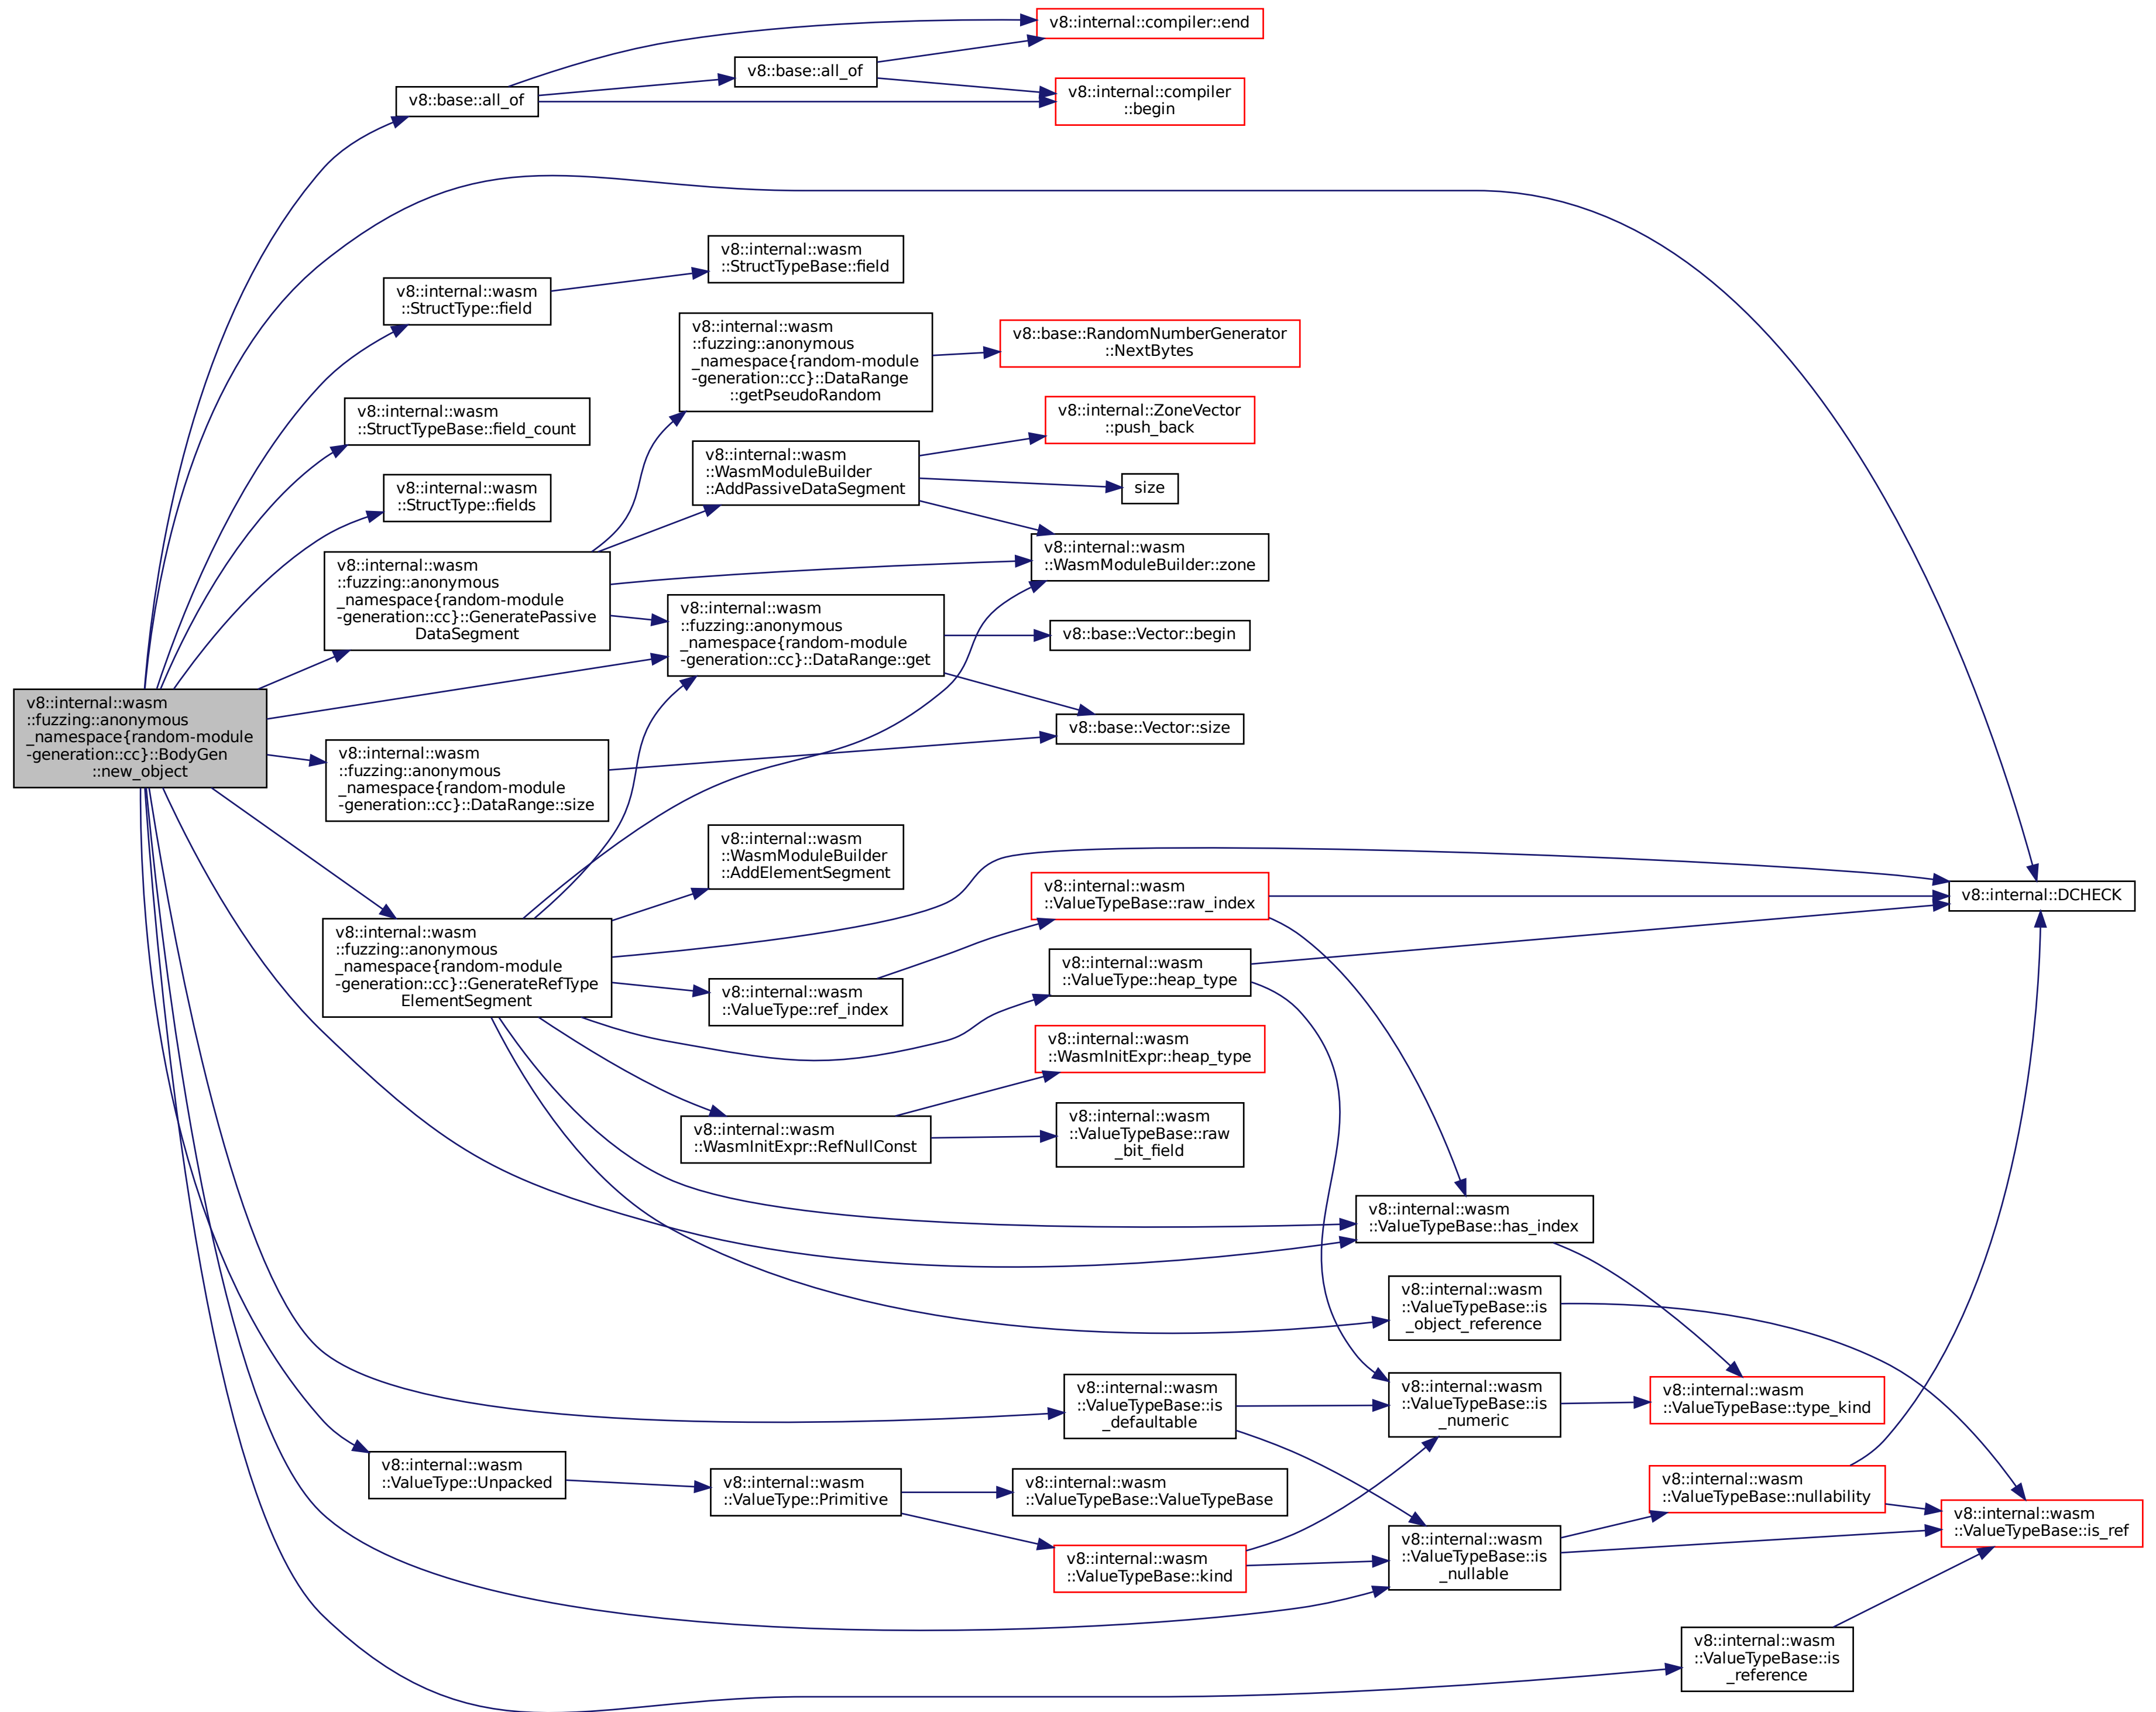 v8::internal::wasm
::fuzzing::anonymous
_namespace{random-module
-generation::cc}::BodyGen
::new_object
v8::base::all_of
v8::base::all_of
v8::internal::compiler::end
v8::internal::compiler
::begin
v8::internal::wasm
::StructType::field
v8::internal::wasm
::StructTypeBase::field
v8::internal::wasm
::StructTypeBase::field_count
v8::internal::wasm
::StructType::fields
v8::internal::wasm
::fuzzing::anonymous
_namespace{random-module
-generation::cc}::GeneratePassive
DataSegment
v8::internal::wasm
::fuzzing::anonymous
_namespace{random-module
-generation::cc}::DataRange
::getPseudoRandom
v8::base::RandomNumberGenerator
::NextBytes
v8::internal::wasm
::WasmModuleBuilder
::AddPassiveDataSegment
v8::internal::ZoneVector
::push_back
size
v8::internal::wasm
::WasmModuleBuilder::zone
v8::internal::wasm
::fuzzing::anonymous
_namespace{random-module
-generation::cc}::DataRange::get
v8::base::Vector::begin
v8::base::Vector::size
v8::internal::wasm
::fuzzing::anonymous
_namespace{random-module
-generation::cc}::DataRange::size
v8::internal::wasm
::fuzzing::anonymous
_namespace{random-module
-generation::cc}::GenerateRefType
ElementSegment
v8::internal::wasm
::WasmModuleBuilder
::AddElementSegment
v8::internal::wasm
::ValueTypeBase::raw_index
v8::internal::DCHECK
v8::internal::wasm
::ValueType::ref_index
v8::internal::wasm
::ValueType::heap_type
v8::internal::wasm
::WasmInitExpr::heap_type
v8::internal::wasm
::WasmInitExpr::RefNullConst
v8::internal::wasm
::ValueTypeBase::raw
_bit_field
v8::internal::wasm
::ValueTypeBase::has_index
v8::internal::wasm
::ValueTypeBase::is
_object_reference
v8::internal::wasm
::ValueTypeBase::is
_defaultable
v8::internal::wasm
::ValueTypeBase::is
_numeric
v8::internal::wasm
::ValueTypeBase::type_kind
v8::internal::wasm
::ValueType::Unpacked
v8::internal::wasm
::ValueType::Primitive
v8::internal::wasm
::ValueTypeBase::ValueTypeBase
v8::internal::wasm
::ValueTypeBase::kind
v8::internal::wasm
::ValueTypeBase::is
_nullable
v8::internal::wasm
::ValueTypeBase::nullability
v8::internal::wasm
::ValueTypeBase::is_ref
v8::internal::wasm
::ValueTypeBase::is
_reference